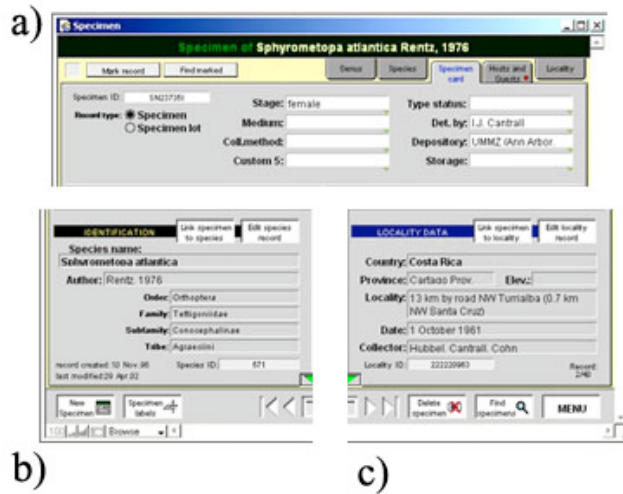 a)
Specimen
Specimen of Sphyrometopa atlantica Rentz, 1976
Mark record Find marked Genus Species Specimen card Hosts and Guests Locality
Specimen ID: SN23735I
Record type: Specimen
Specimen lot
Stage: female
Medium:
Coll.method:
Custom 5:
Type status:
Det. by: I.J. Cantrall
Depository: UMMZ (Ann Arbor.
Storage:
IDENTIFICATION Link specimen to species Edit species record
Species name:
Sphyrometopa atlantica
Author: Rentz, 1976
Order: Orthoptera
Family: Tettigoniidae
Subfamily: Conocephalinae
Tribe: Agraeciini
record created: 10 Nov. 96 Species ID: 571
last modified: 29 Apr 02
New Specimen Specimen labels
100 Browse
b)
LOCALITY DATA Link specimen to locality Edit locality record
Country: Costa Rica
Province: Cartago Prov. Elev.:
Locality: 13 km by road NW Turrialba (0.7 km
NW Santa Cruz)
Date: 1 October 1961
Collector: Hubbel, Cantrall, Cohn
Locality ID: 222220963 Record:
2/40
Delete specimen Find specimens MENU
c)